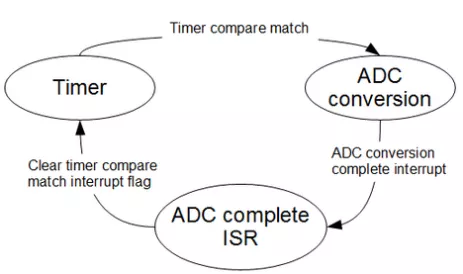 Timer compare match
Timer
ADC
conversion
Clear timer compare
match interrupt flag
ADC conversion
complete interrupt
ADC complete
ISR